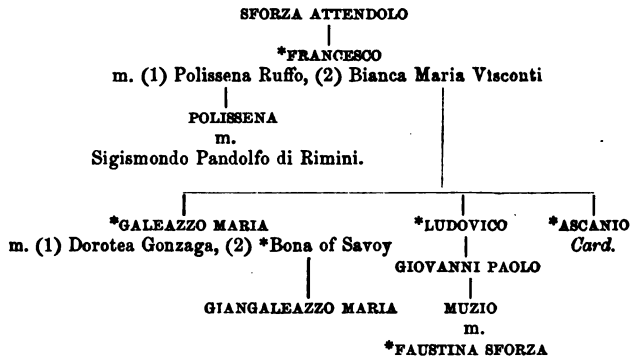 SFORZA ATTENDOLO
*FRANCESCO
m. (1) Polissena Ruffo, (2) Bianca Maria Visconti
POLISSENA
m.
Sigismondo Pandolfo di Rimini.
*GALEAZZO MARIA *LUDOVICO *ASCANIO
m. (1) Dorotea Gonzaga, (2) *Bona of Savoy Card.
GIOVANNI PAOLO
GIANGALEAZZO MARIA MUZIO
m.
*FAUSTINA SFORZA